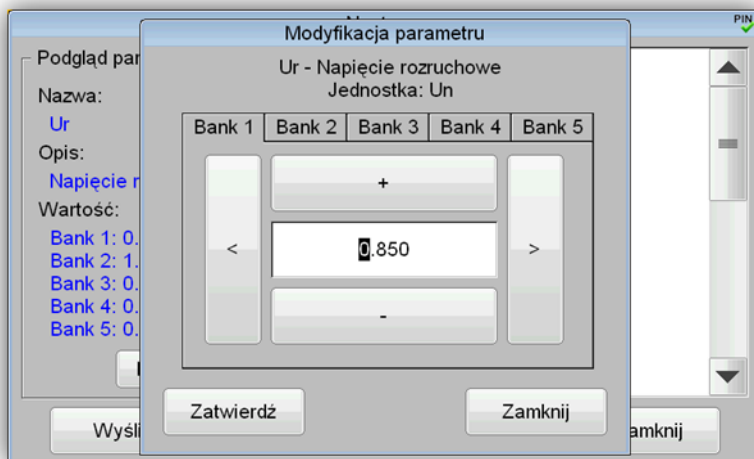 PIN
Modyfikacja parametru
Ur - Napięcie rozruchowe
Jednostka: Un
Bank 1
Bank 2
Bank 3
Bank 4
Bank 5
+
<
0.850
>
-
Zatwierdź
Zamknij
Podgląd par
Nazwa:
Ur
Opis:
Napięcie r
Wartość:
Bank 1: 0.
Bank 2: 1.
Bank 3: 0.
Bank 4: 0.
Bank 5: 0.
Wyśli
amknij